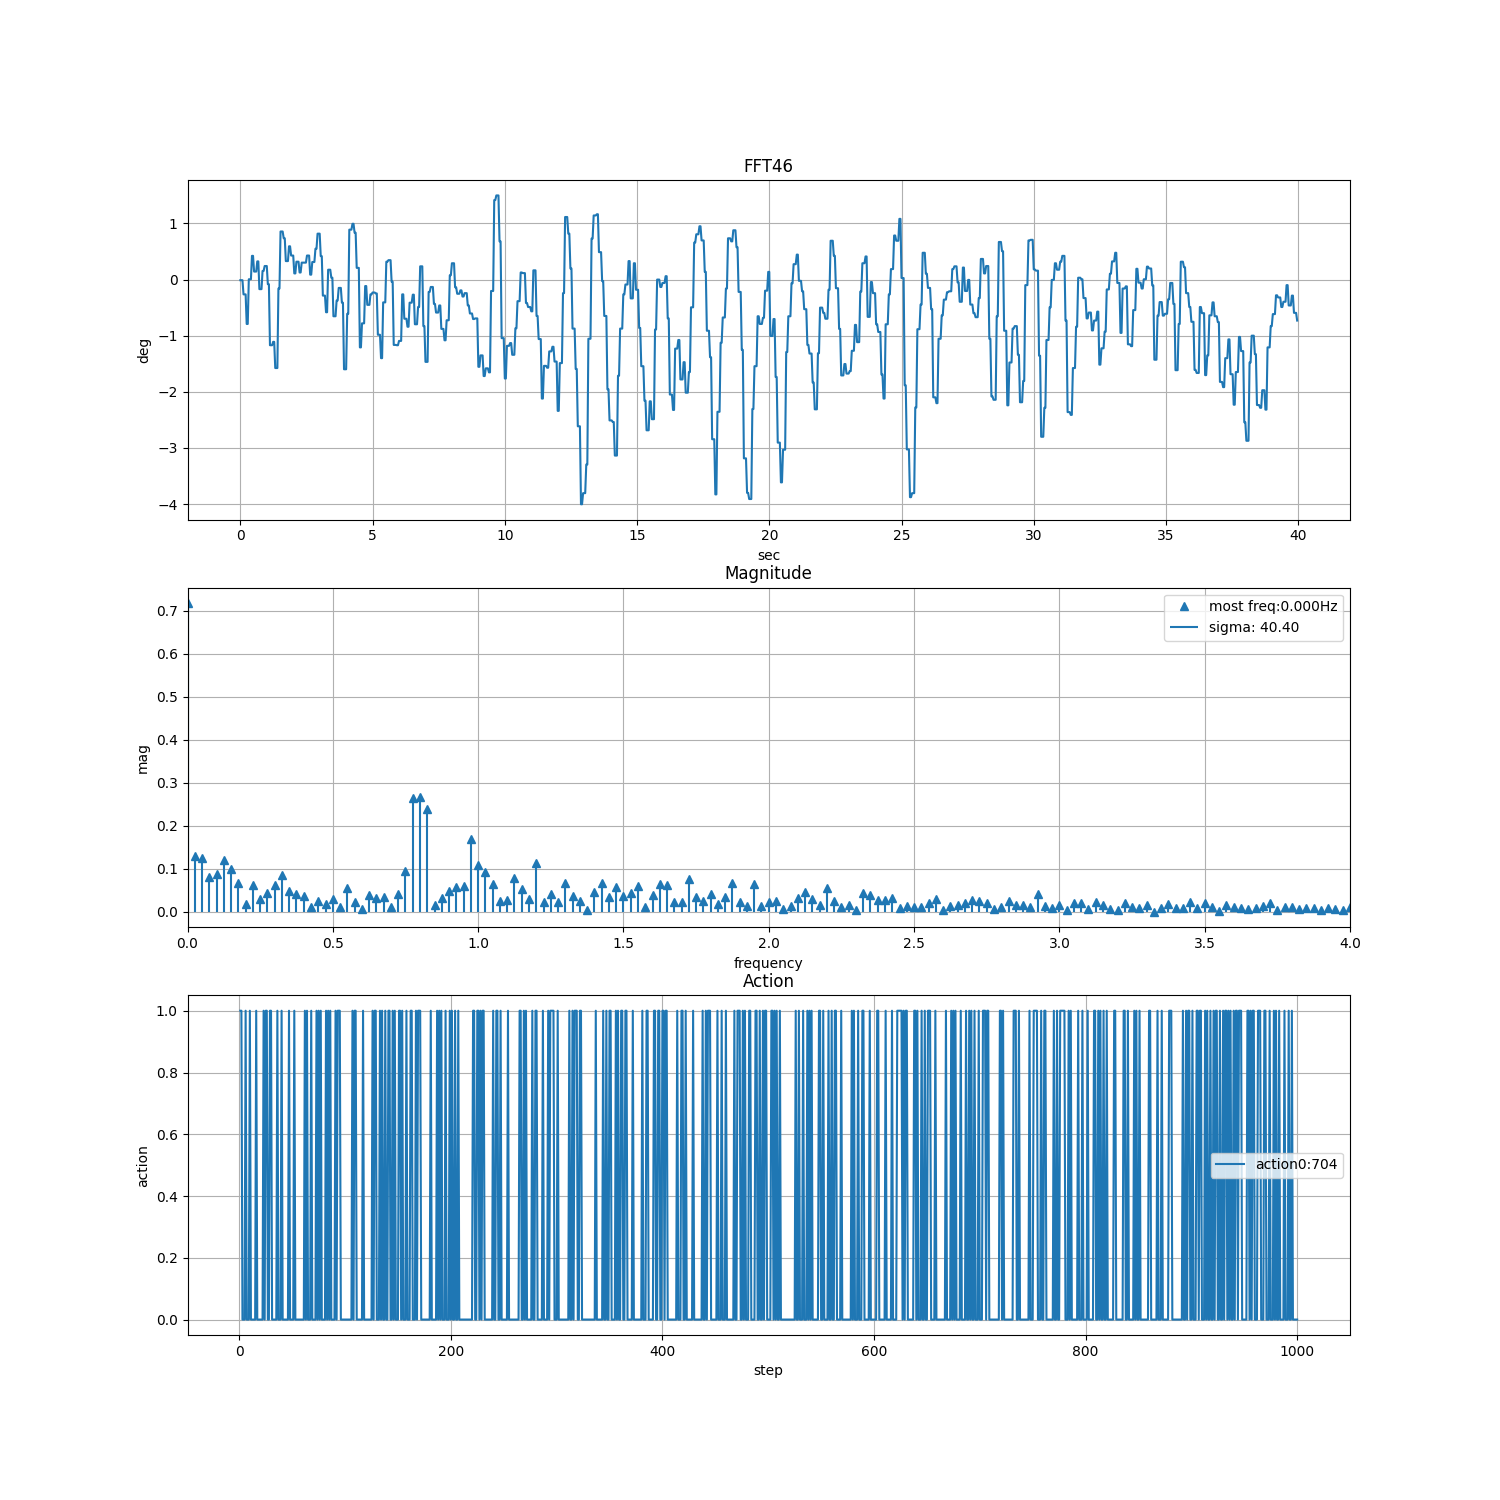 FFT46
1
0
−1
−2
−3
−4
deg
0 5 10 15 20 25 30 35 40
sec
Magnitude
0.7
0.6
0.5
0.4
0.3
0.2
0.1
0.0
mag
most freq:0.000Hz
sigma: 40.40
0.0 0.5 1.0 1.5 2.0 2.5 3.0 3.5 4.0
frequency
Action
1.0
0.8
0.6
0.4
0.2
0.0
action
action0:704
0 200 400 600 800 1000
step